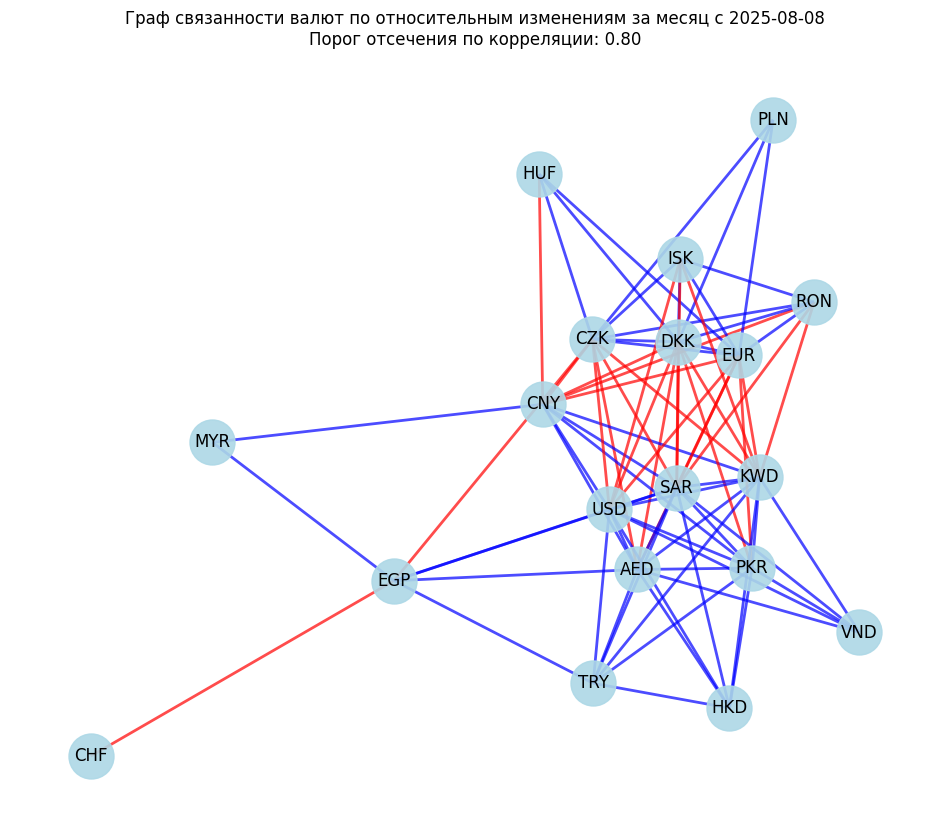 Граф связанности валют по относительным изменениям за месяц с 2025-08-08
Порог отсечения по корреляции: 0.80
PLN
HUF
ISK
RON
CZK
DKK
EUR
CNY
MYR
KWD
SAR
USD
PKR
AED
EGP
VND
TRY
HKD
CHF